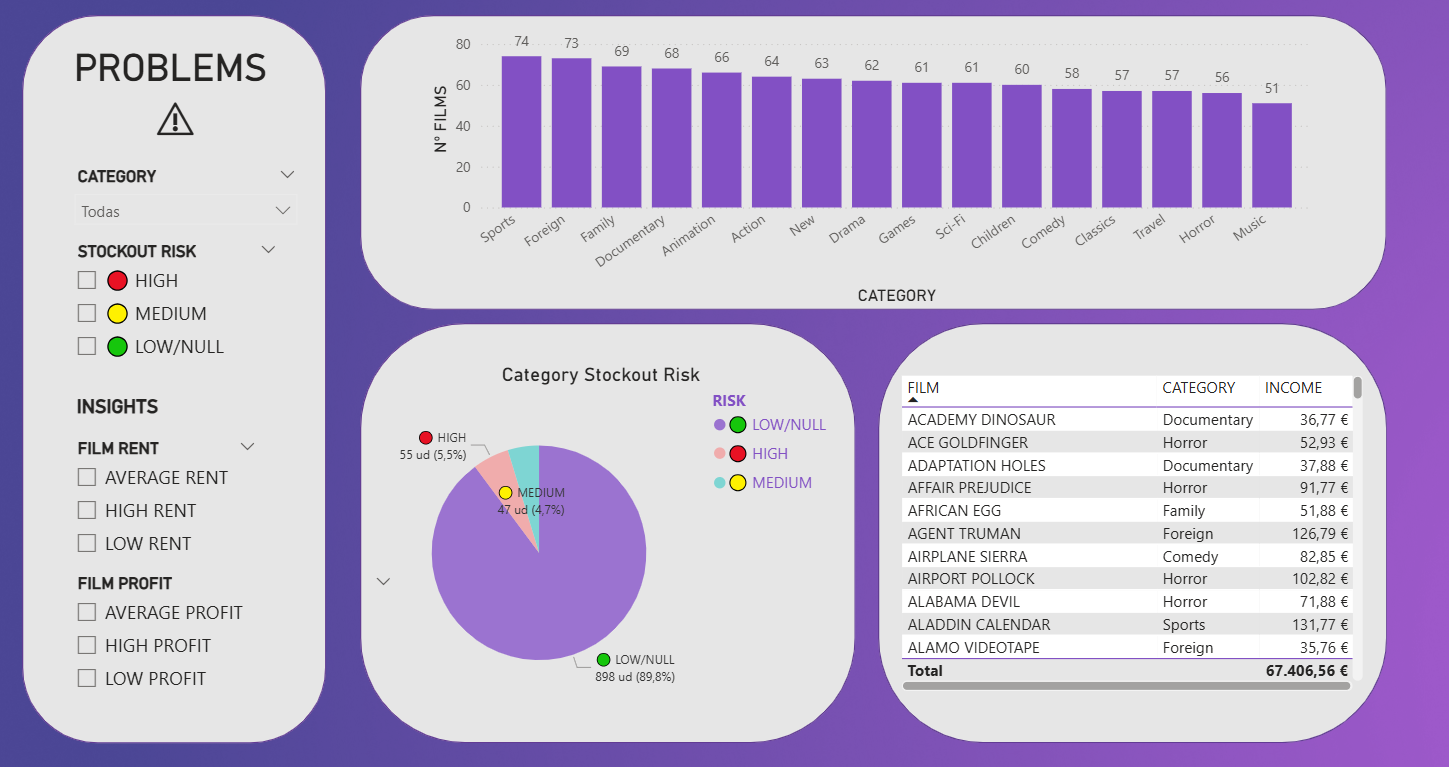 PROBLEMS
CATEGORY
Todas
STOCKOUT RISK
HIGH
MEDIUM
LOW/NULL
INSIGHTS
FILM RENT
AVERAGE RENT
HIGH RENT
LOW RENT
FILM PROFIT
AVERAGE PROFIT
HIGH PROFIT
LOW PROFIT
N° FILMS
80
60
40
20
0
74 73 69 68 66 64 63 62 61 61 60 58 57 57 56 51
Sports Foreign Family Documentary Animation Action New Drama Games Sci-Fi Children Comedy Classics Travel Horror Music
CATEGORY
Category Stockout Risk
RISK
LOW/NULL
HIGH
MEDIUM
HIGH
55 ud (5,5%)
MEDIUM
47 ud (4,7%)
LOW/NULL
898 ud (89,8%)
FILM CATEGORY INCOME
ACADEMY DINOSAUR Documentary 36,77 €
ACE GOLDFINGER Horror 52,93 €
ADAPTATION HOLES Documentary 37,88 €
AFFAIR PREJUDICE Horror 91,77 €
AFRICAN EGG Family 51,88 €
AGENT TRUMAN Foreign 126,79 €
AIRPLANE SIERRA Comedy 82,85 €
AIRPORT POLLOCK Horror 102,82 €
ALABAMA DEVIL Horror 71,88 €
ALADDIN CALENDAR Sports 131,77 €
ALAMO VIDEOTAPE Foreign 35,76 €
Total 67.406,56 €